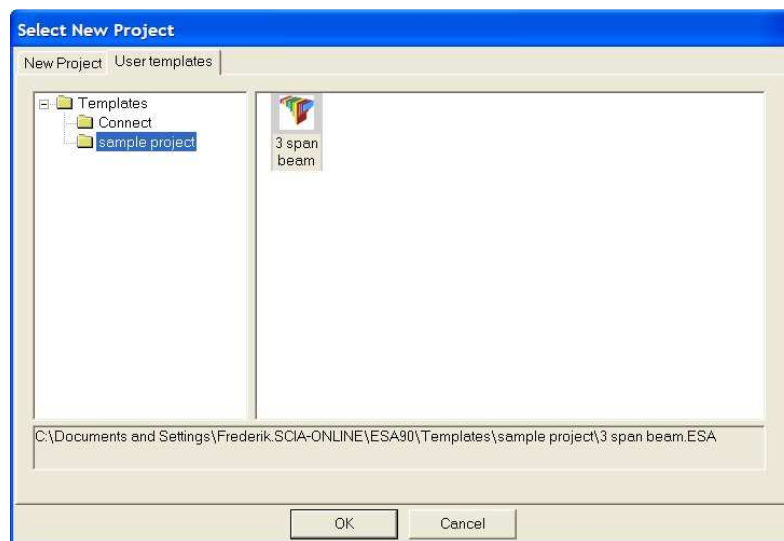 Select New Project
New Project User templates
Templates
Connect
sample project
3 span
beam
C:\Documents and Settings\Frederik.SCIA-ONLINE\ESA90\Templates\sample project\3 span beam.ESA
OK Cancel